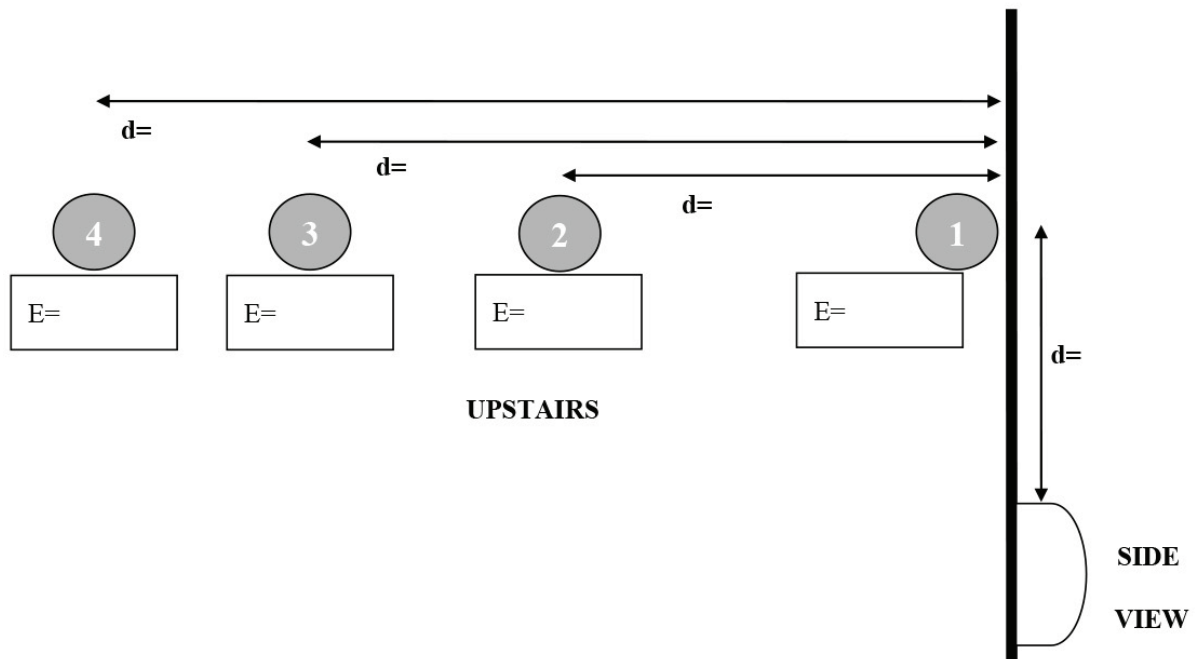 d=
d=
d=
4
3
2
1
E=
E=
E=
E=
d=
UPSTAIRS
SIDE
VIEW